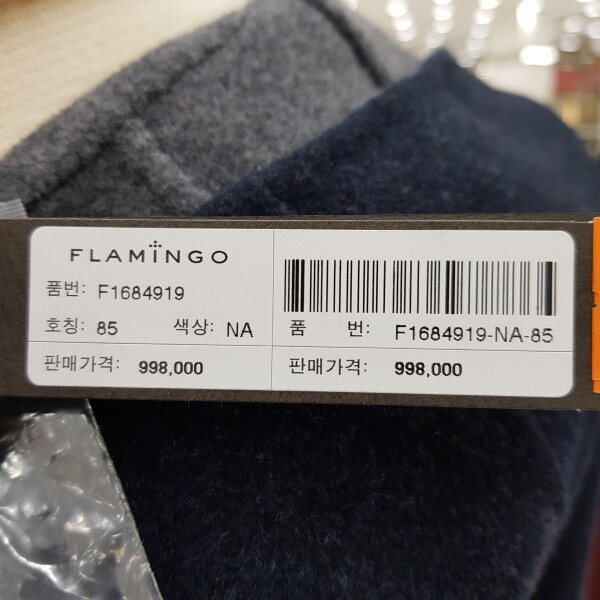 FLAMINGO
품번: F1684919
호칭: 85 색상: NA
판매가격: 998,000
품 번: F1684919-NA-85
판매가격: 998,000